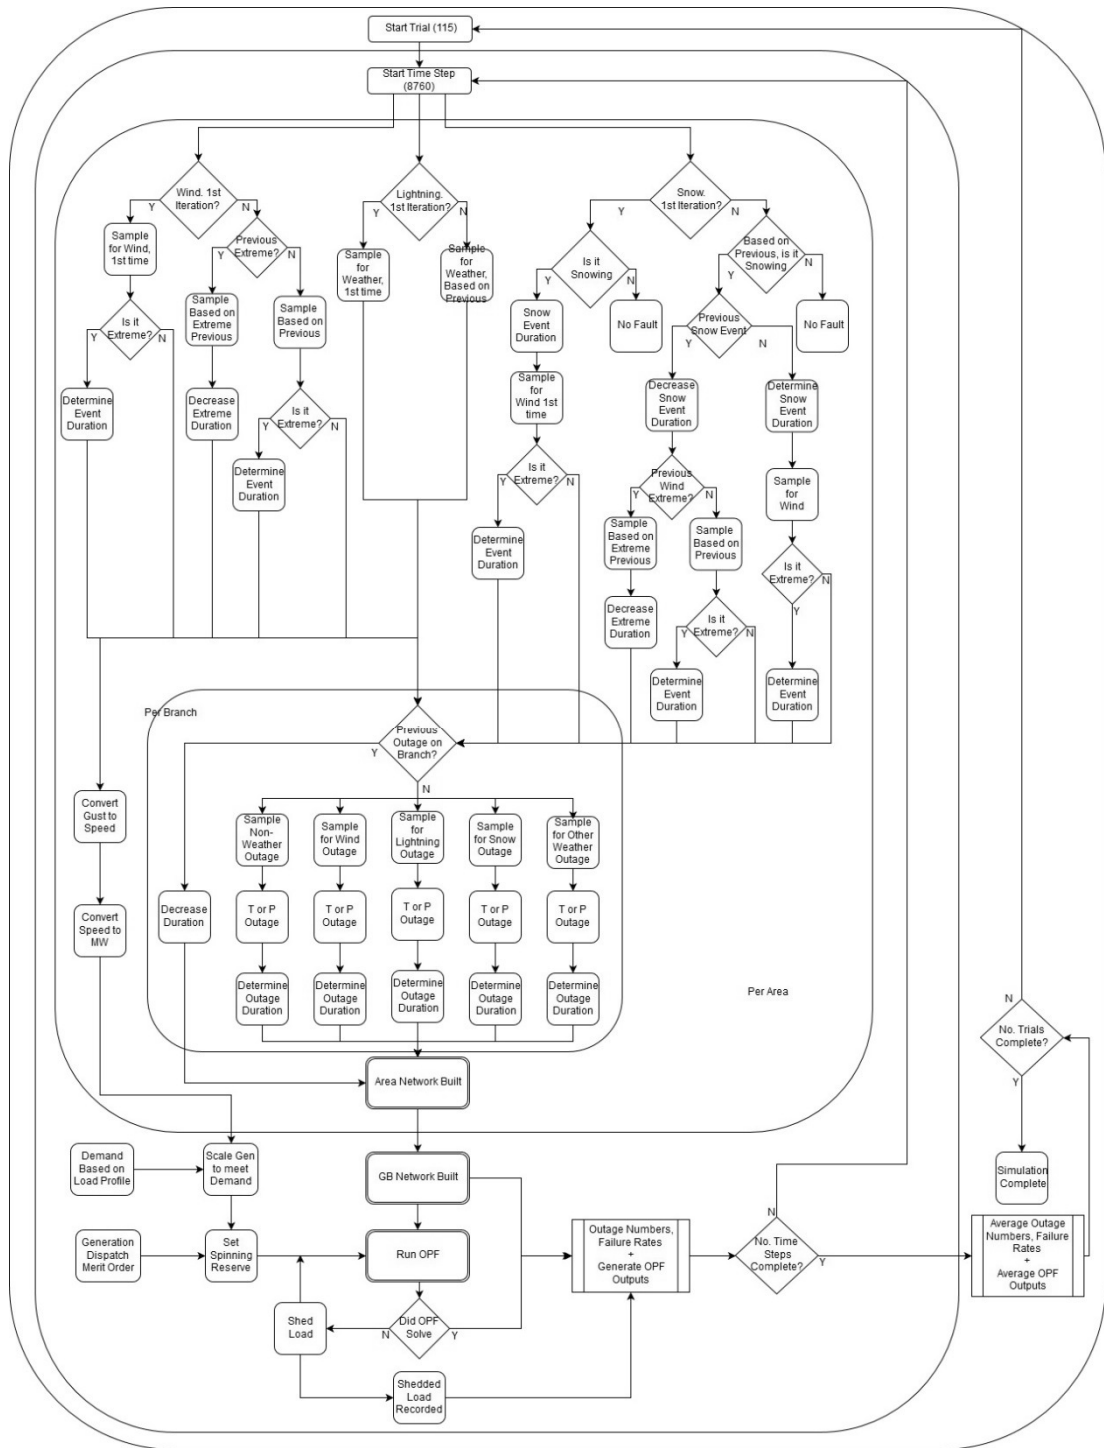 Start Trial (115)
Start Time Step
(8760)
Wind. 1st
Iteration?
Y
N
Lightning.
1st Iteration?
Y
N
Snow.
1st Iteration?
Y
N
Sample
for Wind,
1st time
Previous
Extreme?
Y
N
Sample
for
Weather,
1st time
Sample
for
Weather,
Based on
Previous
Is it
Snowing
Y
N
Based on
Previous, is it
Snowing
Y
N
Is it
Extreme?
Y
N
Sample
Based on
Extreme
Previous
Sample
Based on
Previous
Snow
Event
Duration
No Fault
Previous
Snow Event
Y
N
No Fault
Determine
Event
Duration
Decrease
Extreme
Duration
Is it
Extreme?
Y
N
Sample
for
Wind 1st
time
Decrease
Snow
Event
Duration
Determine
Snow
Event
Duration
Determine
Event
Duration
Is it
Extreme?
Y
N
Previous
Wind
Extreme?
Y
N
Sample
for
Wind
Determine
Event
Duration
Sample
Based on
Extreme
Previous
Sample
Based on
Previous
Is it
Extreme?
N
Y
Decrease
Extreme
Duration
Is it
Extreme?
Y
N
Determine
Event
Duration
Determine
Event
Duration
Per Branch
Previous
Outage on
Branch?
Y
N
Convert
Gust to
Speed
Sample
Non-
Weather
Outage
Sample
for Wind
Outage
Sample
for
Lightning
Outage
Sample
for Snow
Outage
Sample
for Other
Weather
Outage
Convert
Speed to
MW
Decrease
Duration
T or P
Outage
T or P
Outage
T or P
Outage
T or P
Outage
T or P
Outage
Determine
Outage
Duration
Determine
Outage
Duration
Determine
Outage
Duration
Determine
Outage
Duration
Determine
Outage
Duration
Per Area
Area Network Built
N
No. Trials
Complete?
Y
Demand
Based on
Load Profile
Scale Gen
to meet
Demand
GB Network Built
Simulation
Complete
Generation
Dispatch
Merit Order
Set
Spinning
Reserve
Run OPF
Outage Numbers,
Failure Rates
+
Generate OPF
Outputs
N
No. Time
Steps
Complete?
Y
Average Outage
Numbers, Failure
Rates
+
Average OPF
Outputs
Shed
Load
N
Did OPF
Solve
Y
Shedded
Load
Recorded